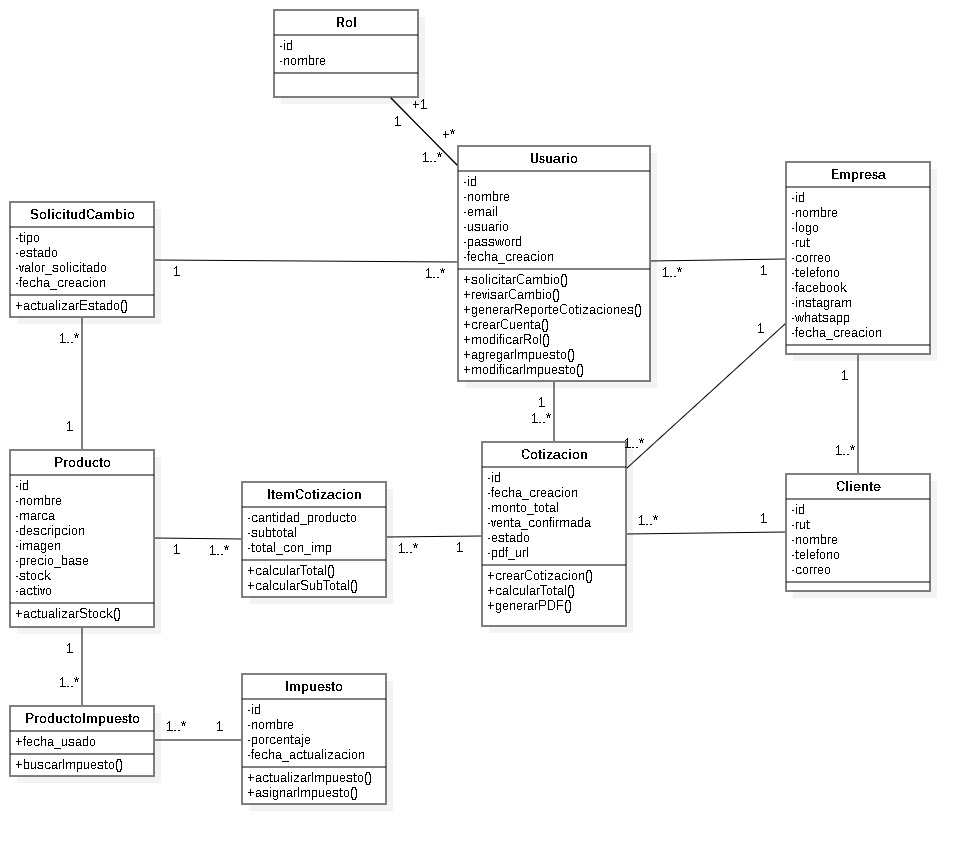 Rol
-id
-nombre
+1
1
+*
1..*
Usuario
-id
-nombre
-email
-usuario
-password
-fecha_creacion
+solicitarCambio()
+revisarCambio()
+generarReporteCotizaciones()
+crearCuenta()
+modificarRol()
+agregarImpuesto()
+modificarImpuesto()
Empresa
-id
-nombre
-logo
-rut
-correo
-telefono
-facebook
-instagram
-whatsapp
-fecha_creacion
SolicitudCambio
-tipo
-estado
-valor_solicitado
-fecha_creacion
+actualizarEstado()
1
1..*
1..*
1
1
1..*
1
1..*
1..*
1
1
1..*
Producto
-id
-nombre
-marca
-descripcion
-imagen
-precio_base
-stock
-activo
+actualizarStock()
ItemCotizacion
-cantidad_producto
-subtotal
-total_con_imp
+calcularTotal()
+calcularSubTotal()
Cotizacion
-id
-fecha_creacion
-monto_total
-venta_confirmada
-estado
-pdf_url
+crearCotizacion()
+calcularTotal()
+generarPDF()
Cliente
-id
-rut
-nombre
-telefono
-correo
1
1..*
1..*
1
1..*
1
1
1..*
ProductoImpuesto
+fecha_usado
+buscarImpuesto()
1..*
1
Impuesto
-id
-nombre
-porcentaje
-fecha_actualizacion
+actualizarImpuesto()
+asignarImpuesto()